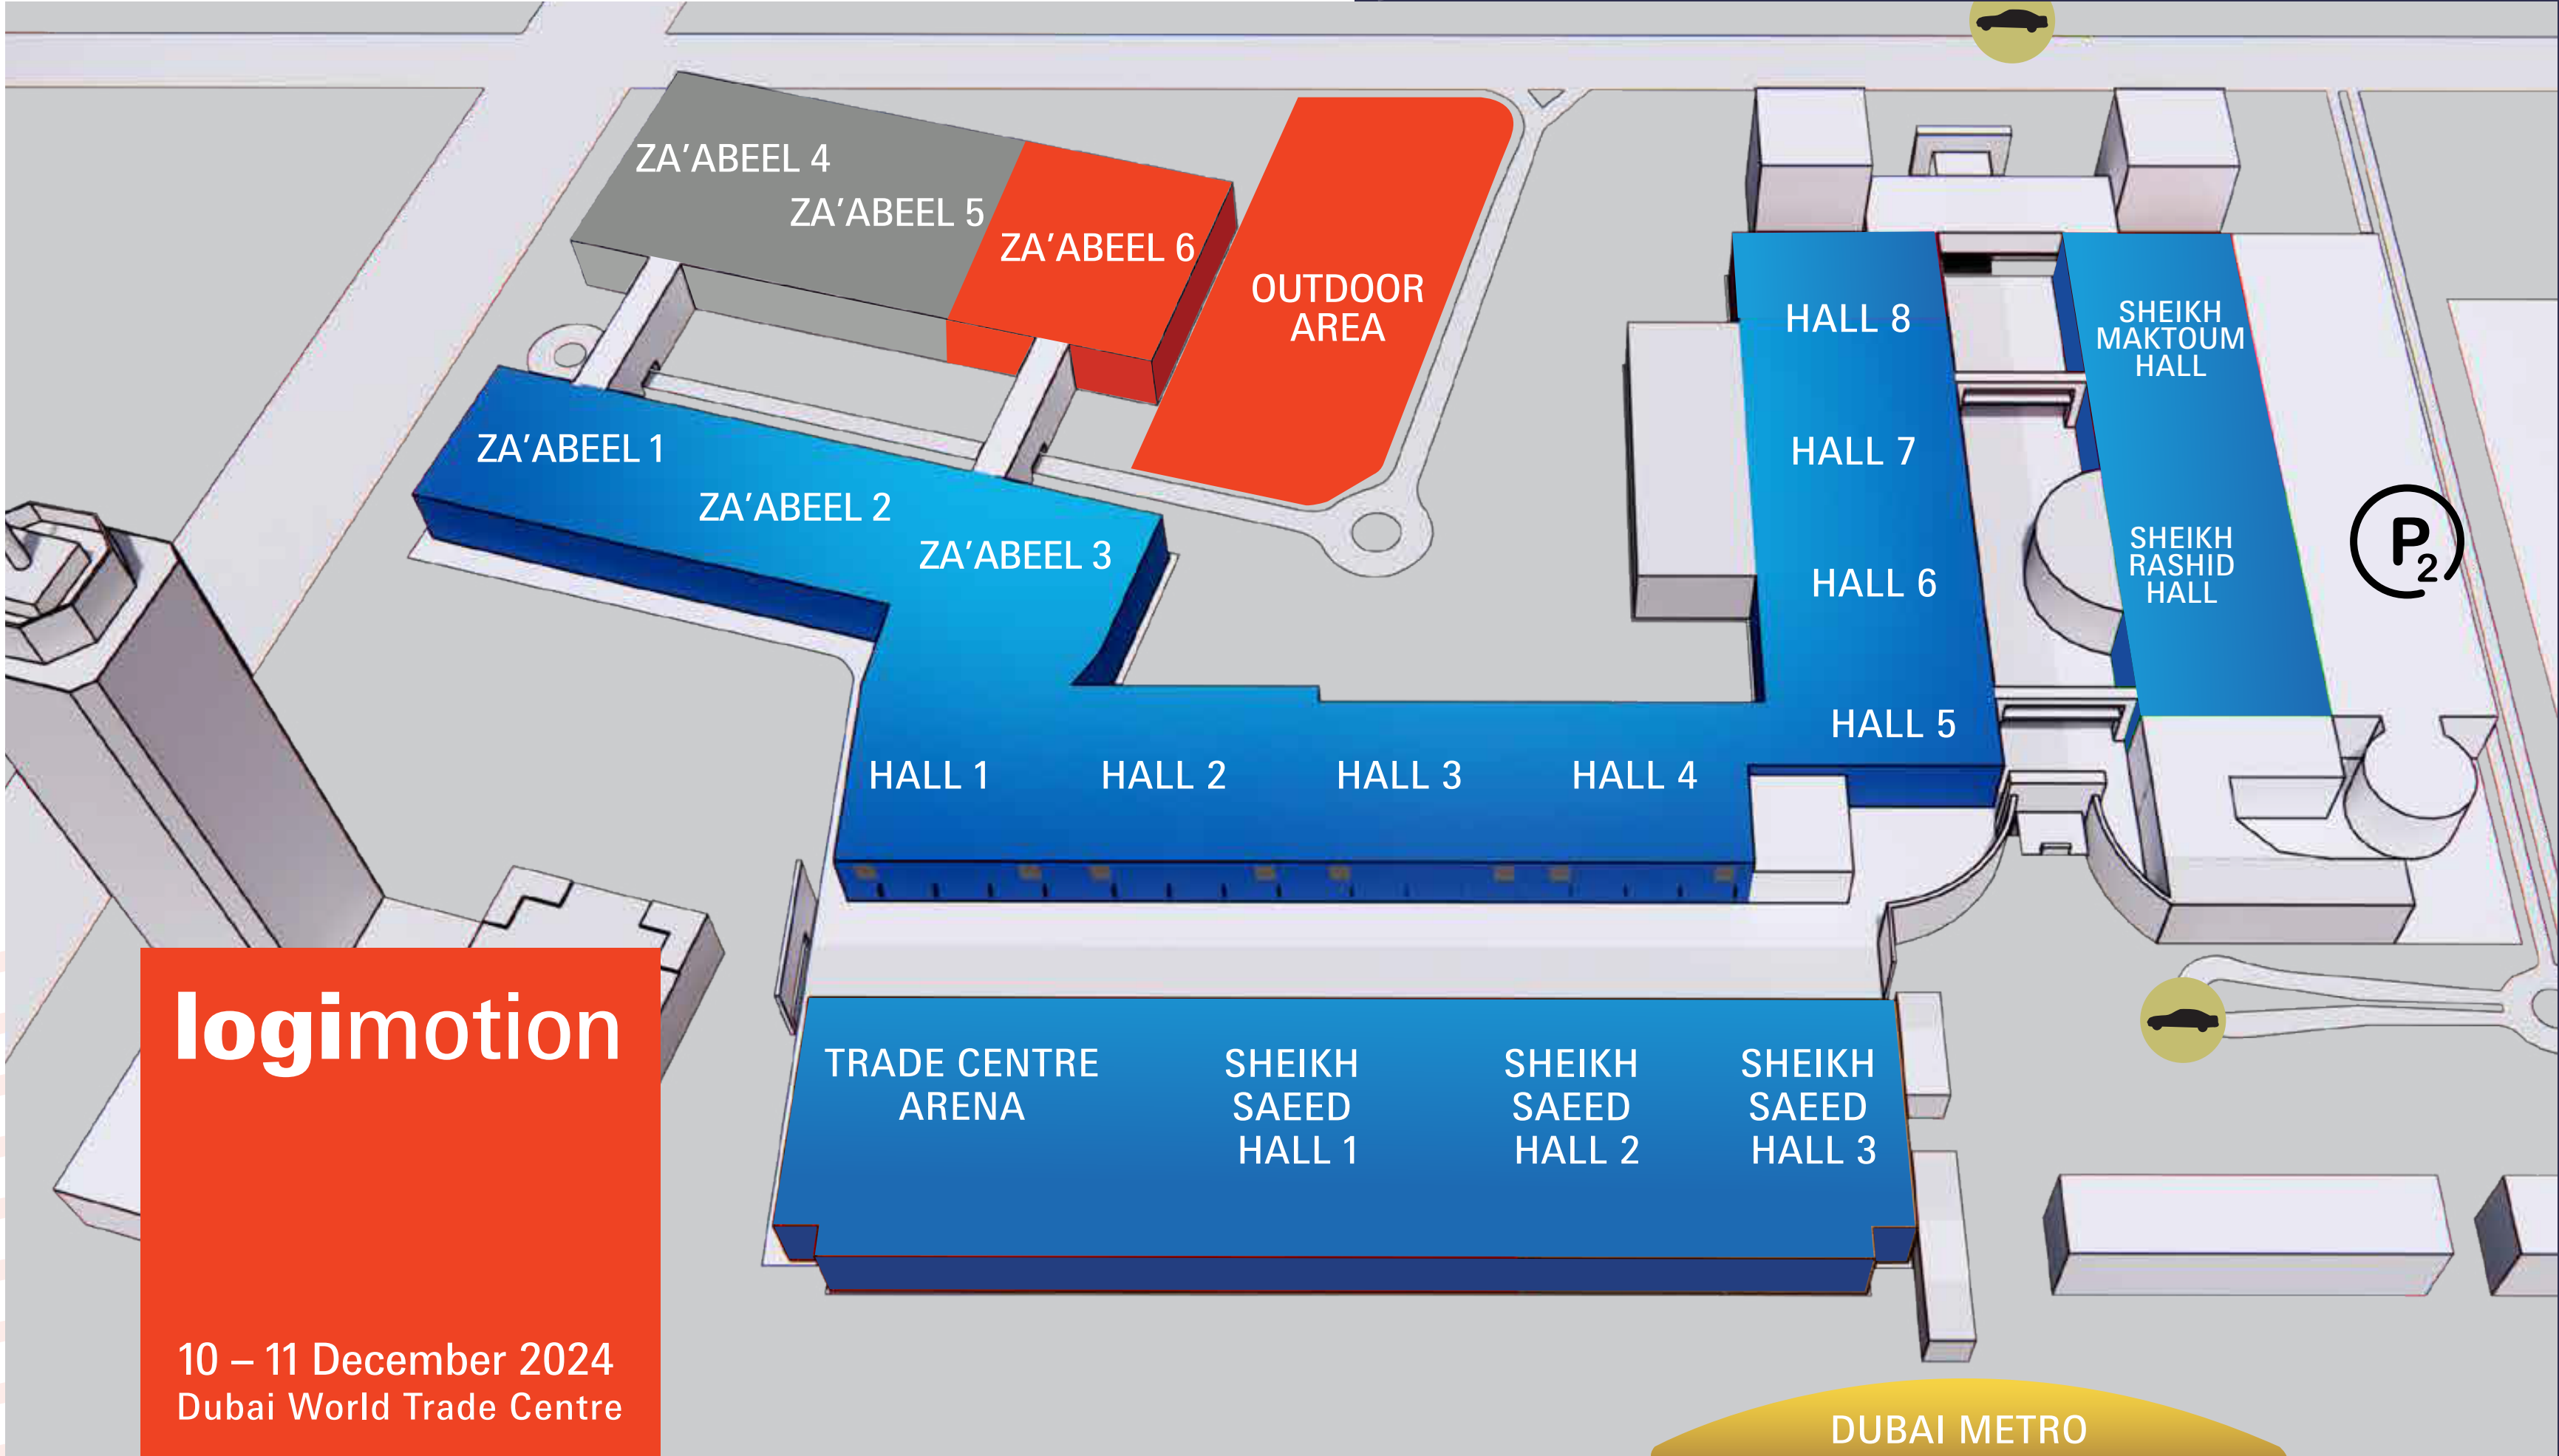 ZA'ABEEL 4
ZA'ABEEL 5
ZA'ABEEL 6
OUTDOOR
AREA
ZA'ABEEL 1
ZA'ABEEL 2
ZA'ABEEL 3
HALL 8
HALL 7
HALL 6
HALL 5
SHEIKH
MAKTOUM
HALL
SHEIKH
RASHID
HALL
P2
HALL 1
HALL 2
HALL 3
HALL 4
TRADE CENTRE
ARENA
SHEIKH
SAEED
HALL 1
SHEIKH
SAEED
HALL 2
SHEIKH
SAEED
HALL 3
logimotion
10 – 11 December 2024
Dubai World Trade Centre
DUBAI METRO